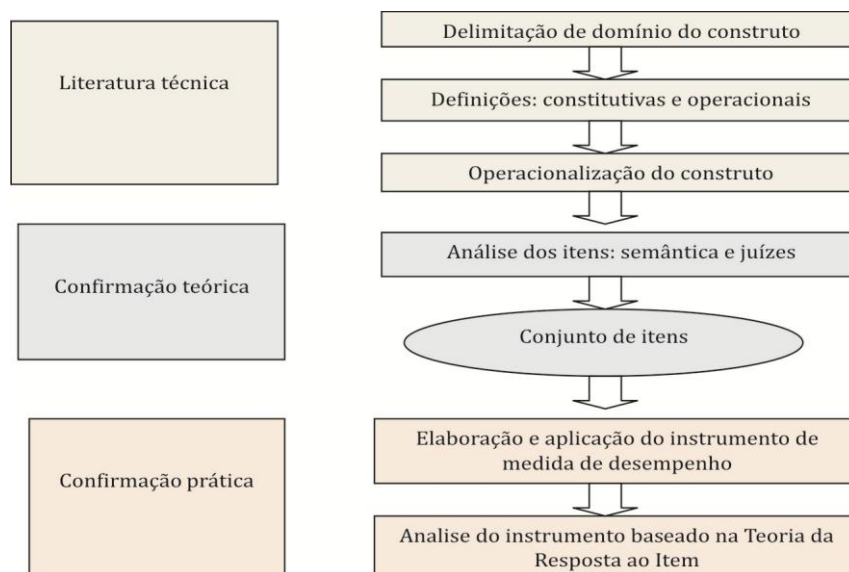 Literatura técnica
Delimitação de domínio do construto
Definições: constitutivas e operacionais
Operacionalização do construto
Confirmação teórica
Análise dos itens: semântica e juízes
Conjunto de itens
Confirmação prática
Elaboração e aplicação do instrumento de
medida de desempenho
Analise do instrumento baseado na Teoria da
Resposta ao Item